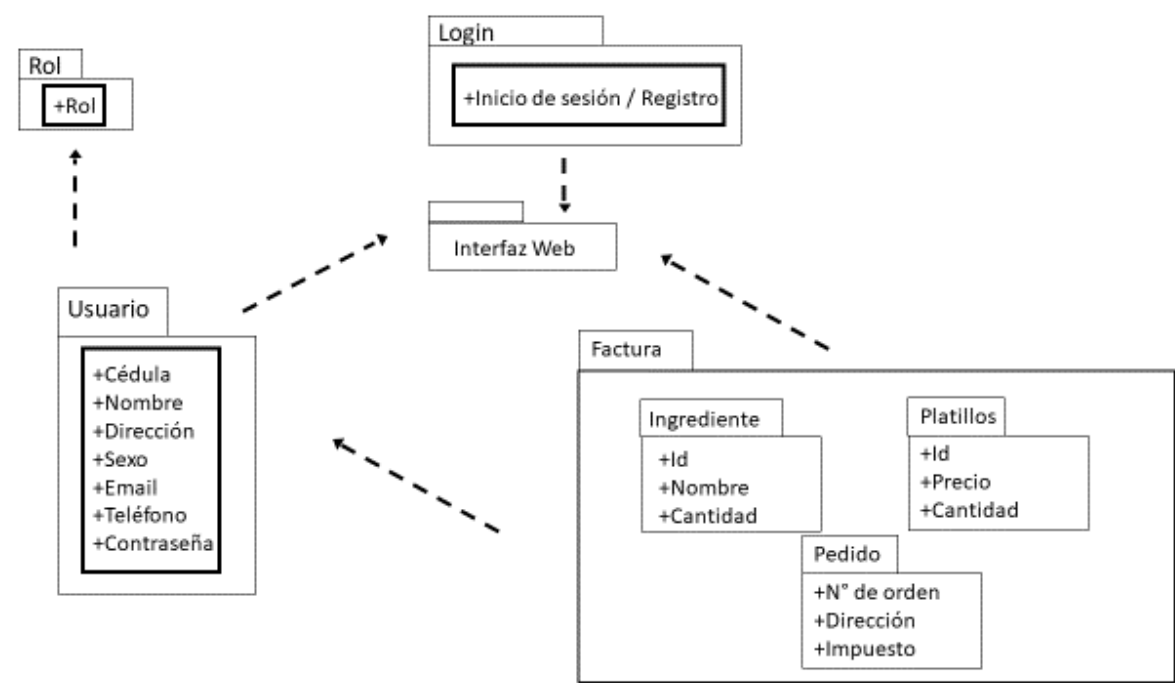 Login
Rol
+Rol
+Inicio de sesión / Registro
Interfaz Web
Usuario
+Cédula
+Nombre
+Dirección
+Sexo
+Email
+Teléfono
+Contraseña
Factura
Ingrediente
+Id
+Nombre
+Cantidad
Platillos
+Id
+Precio
+Cantidad
Pedido
+N° de orden
+Dirección
+Impuesto